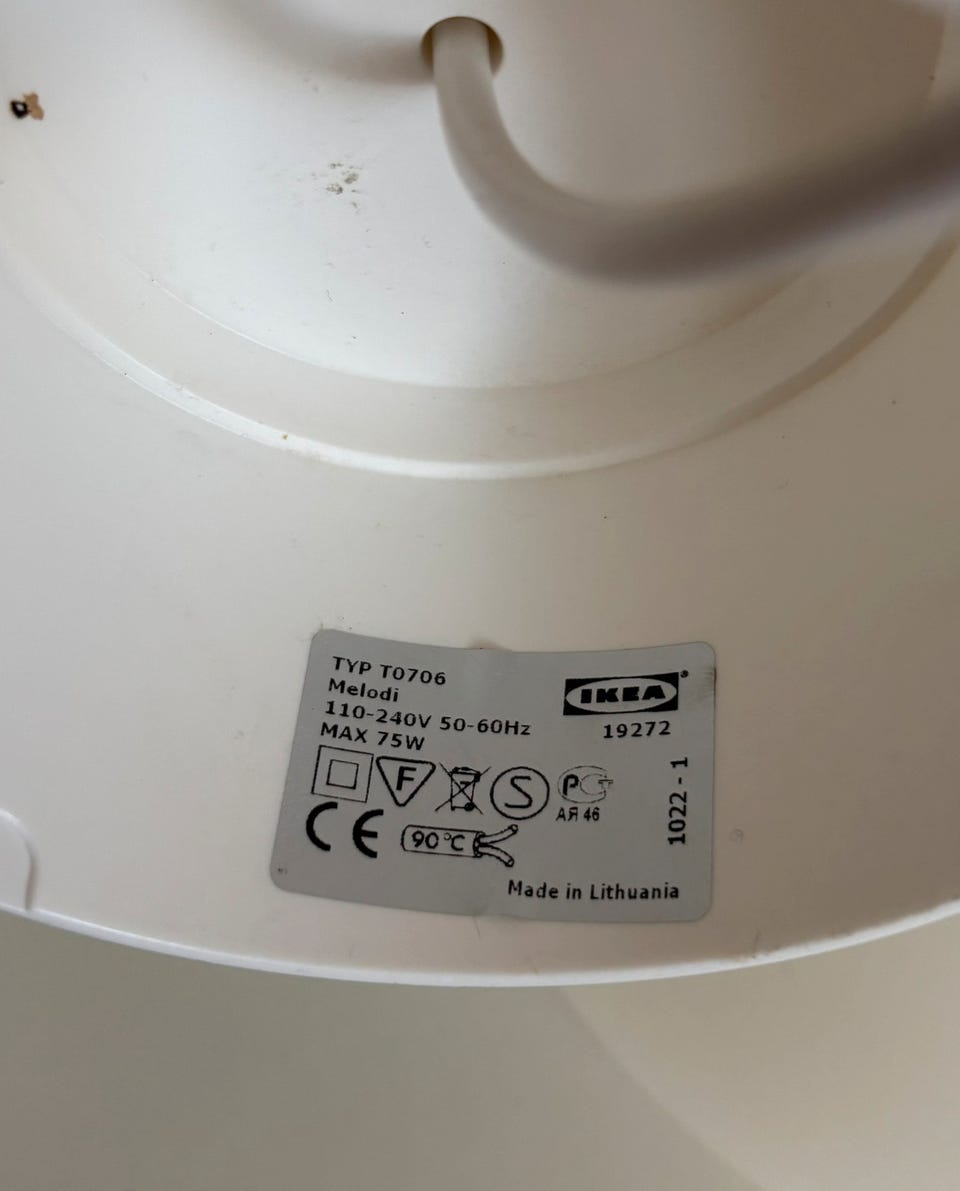 TYP T0706
Melodi
110-240V 50-60Hz
MAX 75W
IKEA®
19272
F
S
РСТ
АЯ 46
CE
90°C
1022 - 1
Made in Lithuania